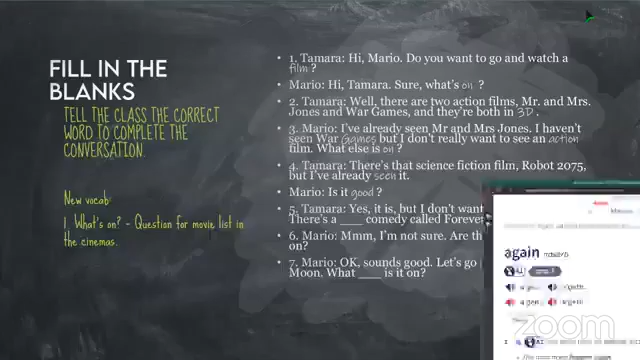 FILL IN THE
BLANKS
TELL THE CLASS THE CORRECT
WORD TO COMPLETE THE
CONVERSATION.
New vocab:
1. What's on? - Question for movie list in
the cinemas.
1. Tamara: Hi, Mario. Do you want to go and watch a
film ?
Mario: Hi, Tamara. Sure, what's on ?
2. Tamara: Well, there are two action films, Mr. and Mrs.
Jones and War Games, and they're both in 3D .
3. Mario: I've already seen Mr and Mrs Jones. I haven't
seen War Games but I don't really want to see an action
film. What else is on ?
4. Tamara: There's that science fiction film, Robot 2075,
but I've already seen it.
Mario: Is it good ?
5. Tamara: Yes, it is, but I don't want
There's a ___ comedy called Forever
6. Mario: Mmm, I'm not sure. Are th
on?
7. Mario: OK, sounds good. Let's go
Moon. What ___ is it on?
again
zoom